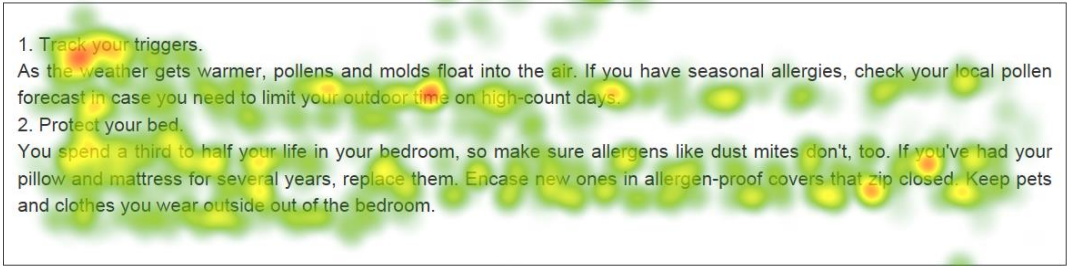 1. Track your triggers.
As the weather gets warmer, pollens and molds float into the air. If you have seasonal allergies, check your local pollen
forecast in case you need to limit your outdoor time on high-count days.
2. Protect your bed.
You spend a third to half your life in your bedroom, so make sure allergens like dust mites don't, too. If you've had your
pillow and mattress for several years, replace them. Encase new ones in allergen-proof covers that zip closed. Keep pets
and clothes you wear outside out of the bedroom.